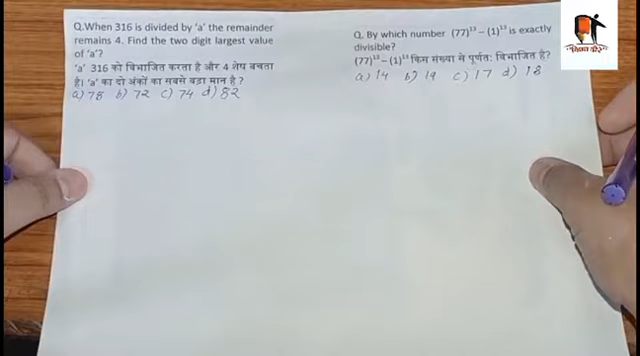 Q.When 316 is divided by 'a' the remainder
remains 4. Find the two digit largest value
of 'a'?
'a' 316 को विभाजित करता है और 4 शेष बचता
है। 'a' का दो अंकों का सबसे बड़ा मान है ?
a) 78 b) 72 c) 74 d) 82
Q. By which number (77)¹³ – (1)¹³ is exactly
divisible?
(77)¹³ – (1)¹³ किस संख्या से पूर्णतः विभाजित है?
a) 14 b) 19 c) 17 d) 18